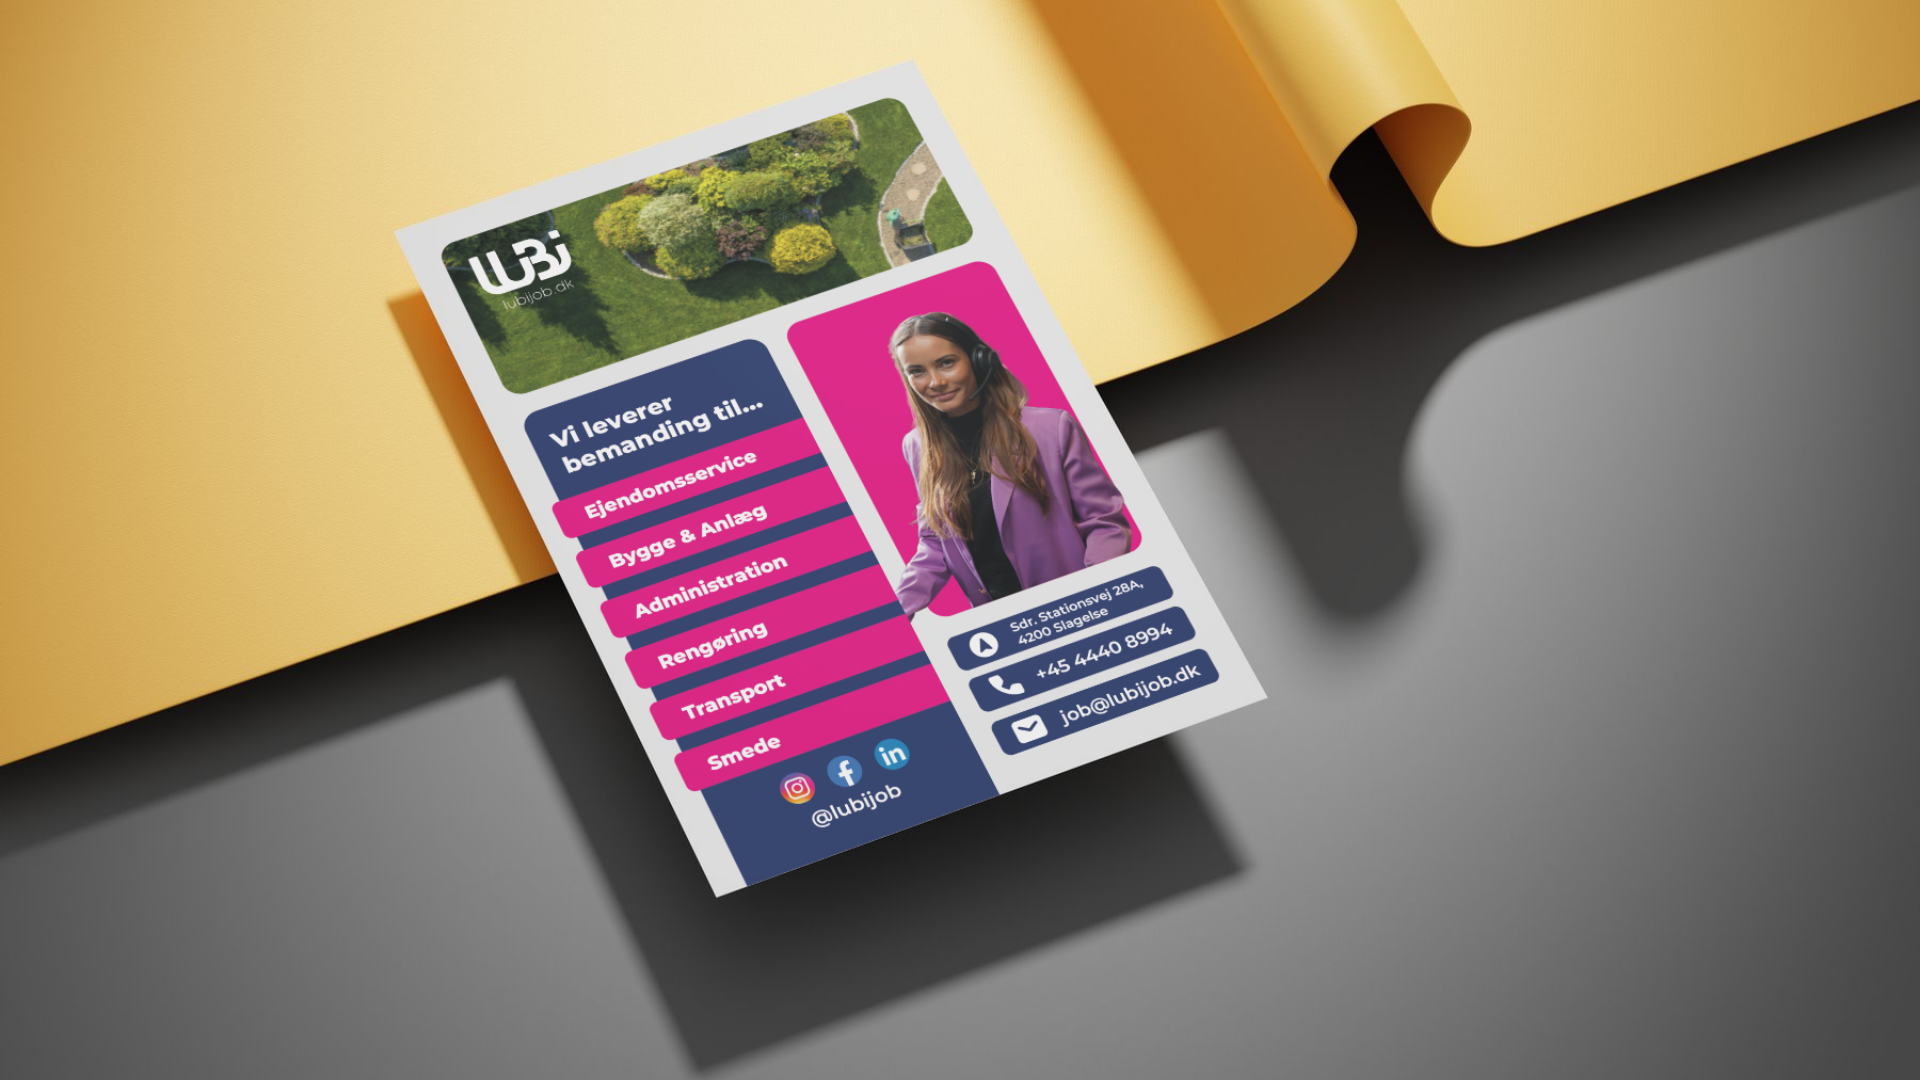 LUBi
lubijob.dk
Vi leverer
bemanding til...
Ejendomsservice
Bygge & Anlæg
Administration
Rengøring
Transport
Smede
@lubijob
Sdr. Stationsvej 28A,
4200 Slagelse
+45 4440 8994
job@lubijob.dk